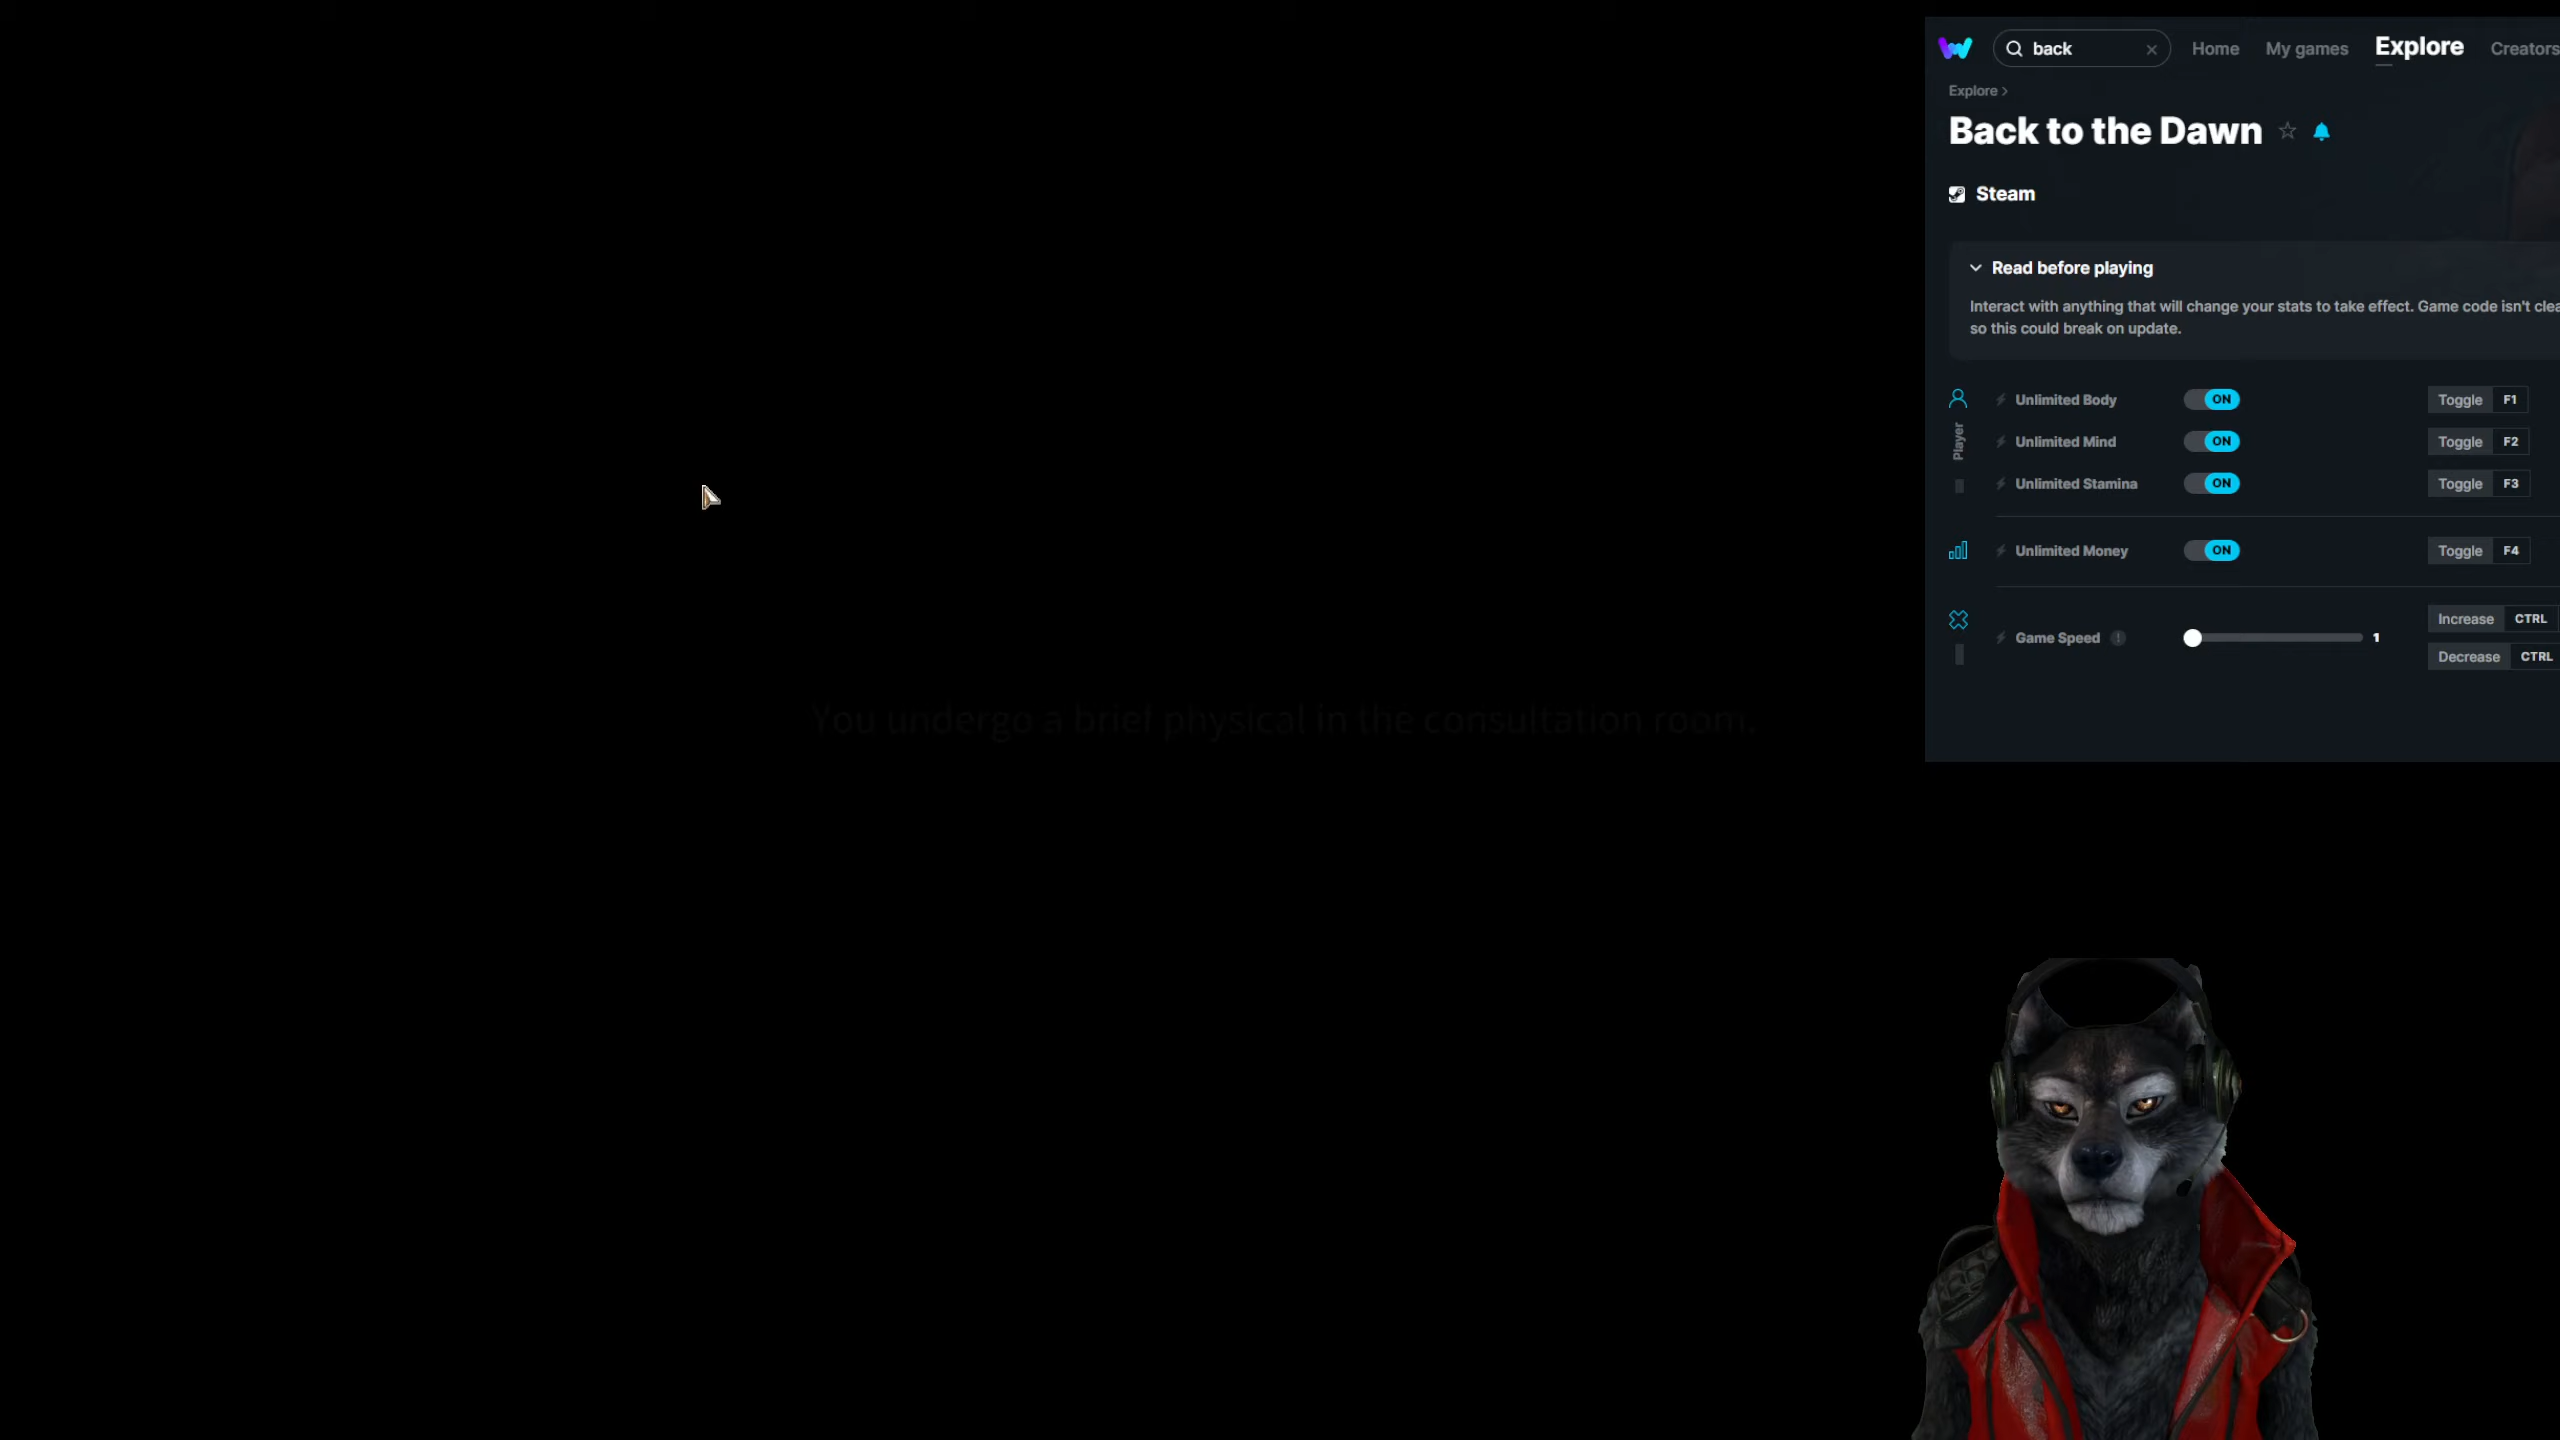 back
Home
My games
Explore
Creators
Explore >
Back to the Dawn
Steam
Read before playing
Interact with anything that will change your stats to take effect. Game code isn't clea
so this could break on update.
Player
Unlimited Body
ON
Toggle
F1
Unlimited Mind
ON
Toggle
F2
Unlimited Stamina
ON
Toggle
F3
Unlimited Money
ON
Toggle
F4
Game Speed
1
Increase
CTRL
Decrease
CTRL
You undergo a brief physical in the consultation room.